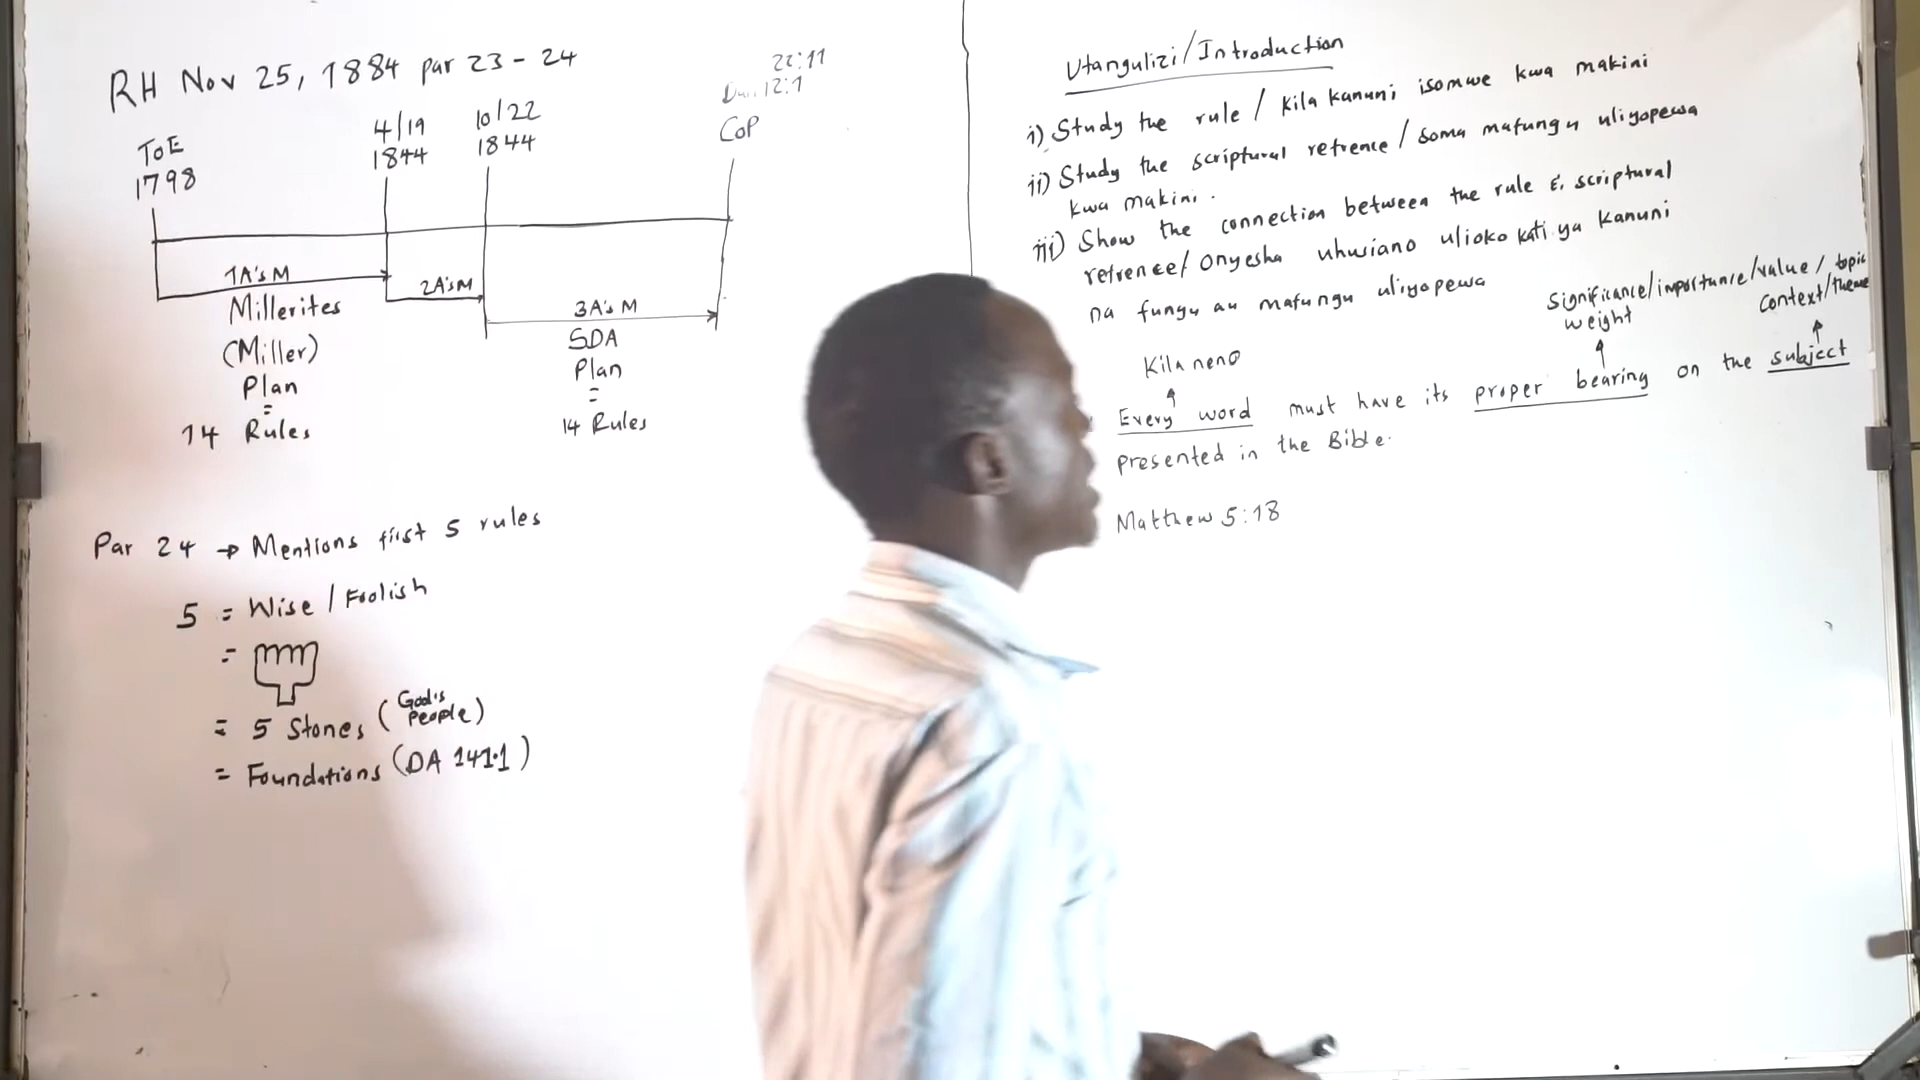 RH Nov 25, 1884 par 23 - 24
ToE
1798
4/19
1844
10/22
1844
22:11
Dan 12:1
CoP
1A's M
2A's M
3A's M
Millerites
(Miller)
Plan
=
14 Rules
SDA
Plan
=
14 Rules
Par 24 → Mentions first 5 rules
5 = Wise / Foolish
=
= 5 Stones (God's People)
= Foundations (DA 141.1)
Utangulizi/Introduction
i) Study the rule / kila kanuni isomwe kwa makini
ii) Study the scriptural refrence / soma mafungu uliyopewa
kwa makini.
iii) Show the connection between the rule & scriptural
refrence/ onyesha uhusiano ulioko kati ya kanuni
na fungu au mafungu uliyopewa
Significance/importance/value / topic
weight
context/theme
Kila neno
Every word must have its proper bearing on the subject
presented in the Bible.
Matthew 5:18